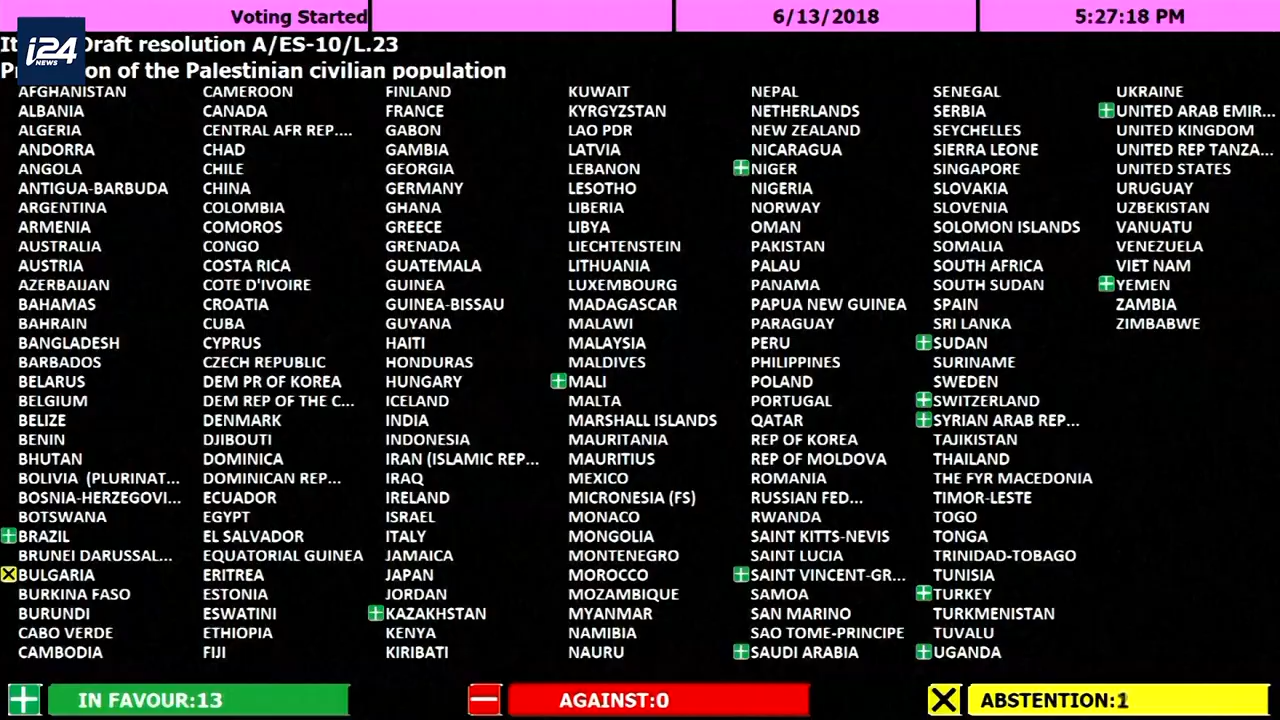 Voting Started 6/13/2018 5:27:18 PM
i24 NEWS
It Draft resolution A/ES-10/L.23
P on of the Palestinian civilian population
AFGHANISTAN
ALBANIA
ALGERIA
ANDORRA
ANGOLA
ANTIGUA-BARBUDA
ARGENTINA
ARMENIA
AUSTRALIA
AUSTRIA
AZERBAIJAN
BAHAMAS
BAHRAIN
BANGLADESH
BARBADOS
BELARUS
BELGIUM
BELIZE
BENIN
BHUTAN
BOLIVIA (PLURINAT...
BOSNIA-HERZEGOVI...
BOTSWANA
BRAZIL
BRUNEI DARUSSAL...
BULGARIA
BURKINA FASO
BURUNDI
CABO VERDE
CAMBODIA
CAMEROON
CANADA
CENTRAL AFR REP....
CHAD
CHILE
CHINA
COLOMBIA
COMOROS
CONGO
COSTA RICA
COTE D'IVOIRE
CROATIA
CUBA
CYPRUS
CZECH REPUBLIC
DEM PR OF KOREA
DEM REP OF THE C...
DENMARK
DJIBOUTI
DOMINICA
DOMINICAN REP...
ECUADOR
EGYPT
EL SALVADOR
EQUATORIAL GUINEA
ERITREA
ESTONIA
ESWATINI
ETHIOPIA
FIJI
FINLAND
FRANCE
GABON
GAMBIA
GEORGIA
GERMANY
GHANA
GREECE
GRENADA
GUATEMALA
GUINEA
GUINEA-BISSAU
GUYANA
HAITI
HONDURAS
HUNGARY
ICELAND
INDIA
INDONESIA
IRAN (ISLAMIC REP...
IRAQ
IRELAND
ISRAEL
ITALY
JAMAICA
JAPAN
JORDAN
KAZAKHSTAN
KENYA
KIRIBATI
KUWAIT
KYRGYZSTAN
LAO PDR
LATVIA
LEBANON
LESOTHO
LIBERIA
LIBYA
LIECHTENSTEIN
LITHUANIA
LUXEMBOURG
MADAGASCAR
MALAWI
MALAYSIA
MALDIVES
MALI
MALTA
MARSHALL ISLANDS
MAURITANIA
MAURITIUS
MEXICO
MICRONESIA (FS)
MONACO
MONGOLIA
MONTENEGRO
MOROCCO
MOZAMBIQUE
MYANMAR
NAMIBIA
NAURU
NEPAL
NETHERLANDS
NEW ZEALAND
NICARAGUA
NIGER
NIGERIA
NORWAY
OMAN
PAKISTAN
PALAU
PANAMA
PAPUA NEW GUINEA
PARAGUAY
PERU
PHILIPPINES
POLAND
PORTUGAL
QATAR
REP OF KOREA
REP OF MOLDOVA
ROMANIA
RUSSIAN FED...
RWANDA
SAINT KITTS-NEVIS
SAINT LUCIA
SAINT VINCENT-GR...
SAMOA
SAN MARINO
SAO TOME-PRINCIPE
SAUDI ARABIA
SENEGAL
SERBIA
SEYCHELLES
SIERRA LEONE
SINGAPORE
SLOVAKIA
SLOVENIA
SOLOMON ISLANDS
SOMALIA
SOUTH AFRICA
SOUTH SUDAN
SPAIN
SRI LANKA
SUDAN
SURINAME
SWEDEN
SWITZERLAND
SYRIAN ARAB REP...
TAJIKISTAN
THAILAND
THE FYR MACEDONIA
TIMOR-LESTE
TOGO
TONGA
TRINIDAD-TOBAGO
TUNISIA
TURKEY
TURKMENISTAN
TUVALU
UGANDA
UKRAINE
UNITED ARAB EMIR...
UNITED KINGDOM
UNITED REP TANZA...
UNITED STATES
URUGUAY
UZBEKISTAN
VANUATU
VENEZUELA
VIET NAM
YEMEN
ZAMBIA
ZIMBABWE
IN FAVOUR:13 AGAINST:0 ABSTENTION:1